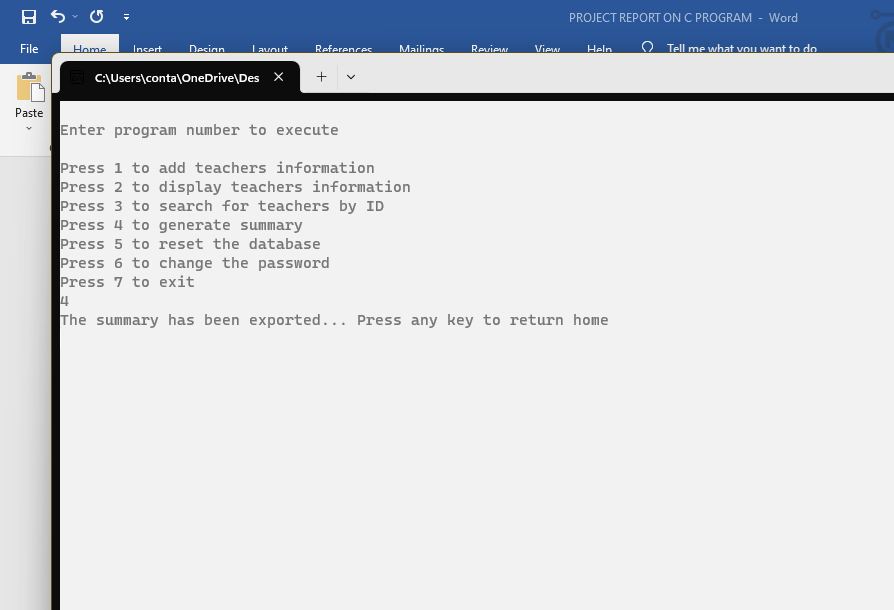 PROJECT REPORT ON C PROGRAM - Word
File Home Insert Design Layout References Mailings Review View Help Tell me what you want to do
C:\Users\conta\OneDrive\Des
Paste
Enter program number to execute
Press 1 to add teachers information
Press 2 to display teachers information
Press 3 to search for teachers by ID
Press 4 to generate summary
Press 5 to reset the database
Press 6 to change the password
Press 7 to exit
4
The summary has been exported... Press any key to return home